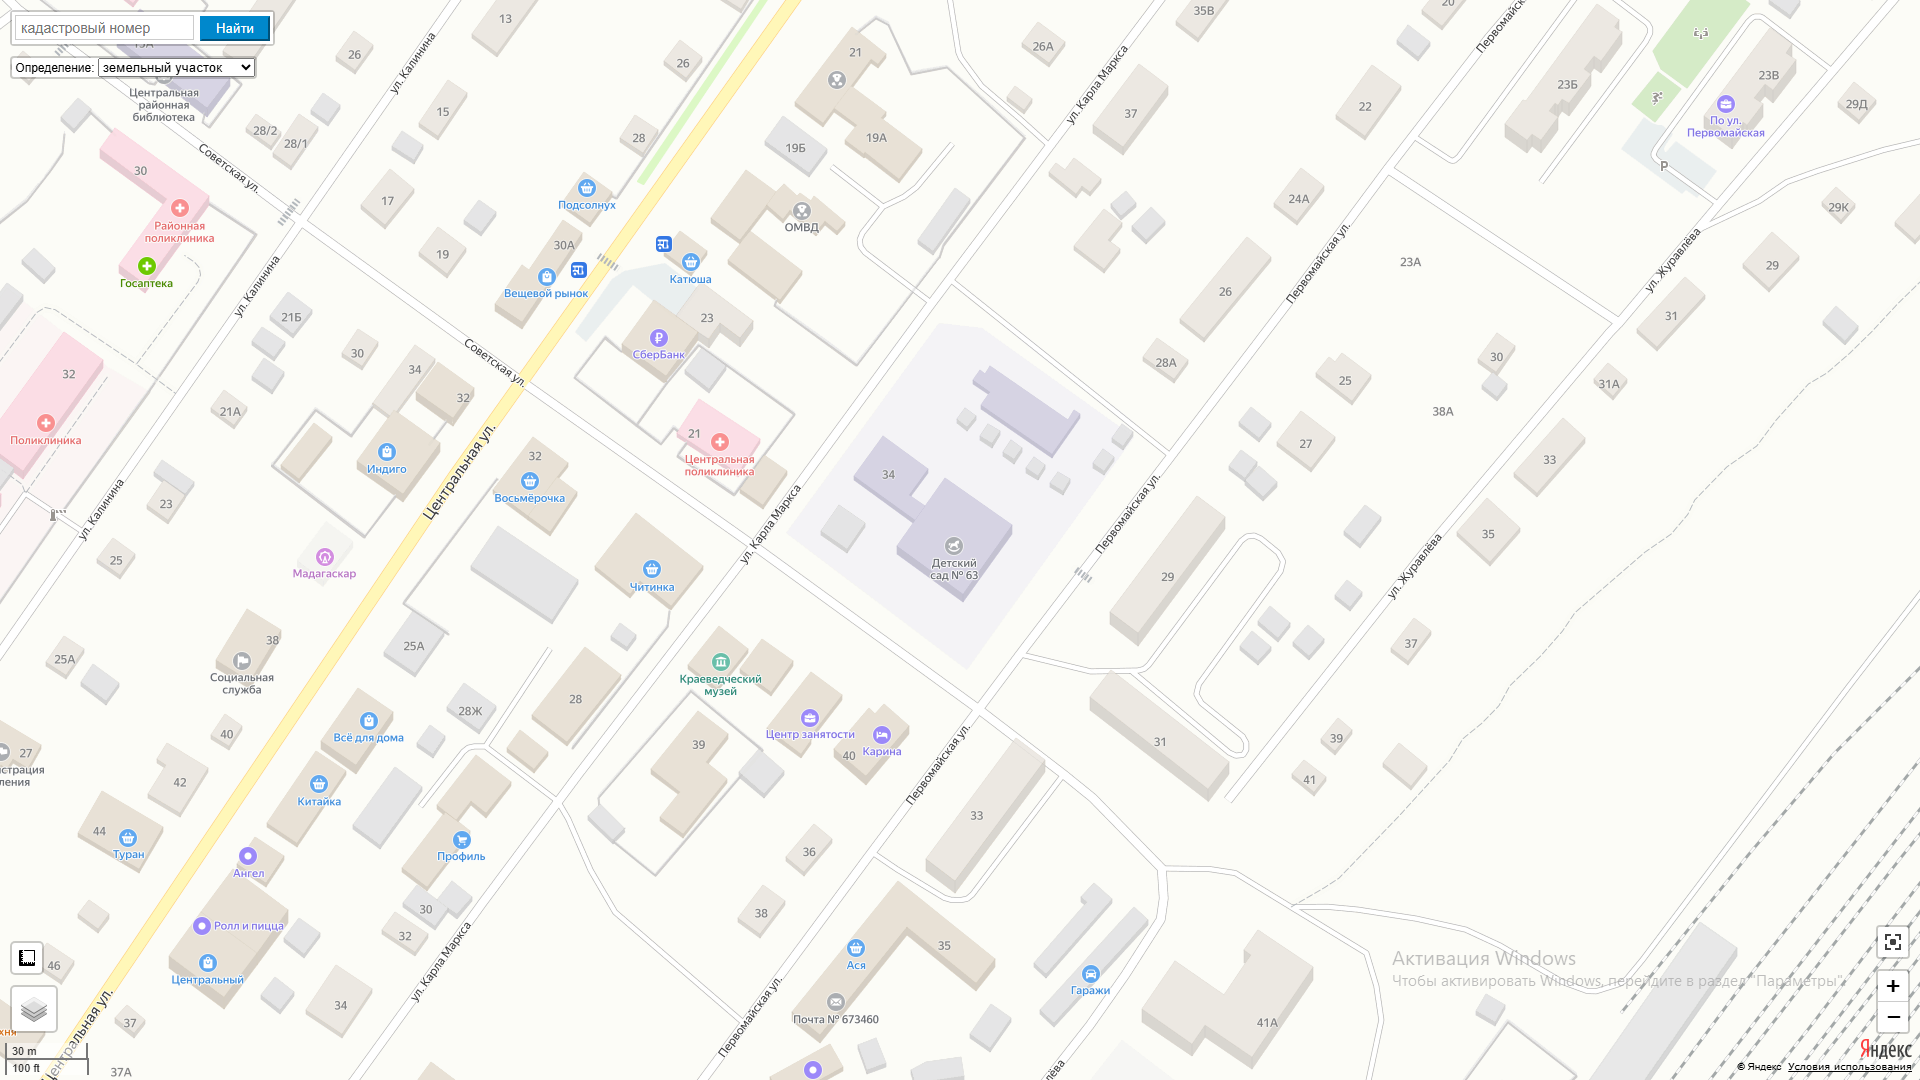 кадастровый номер
Найти
Определение:
земельный участок
13
26
15
ул. Калинина
26
28
21
19А
19Б
26А
35В
ул. Карла Маркса
37
22
20
Первомайская
23Б
23В
По ул.
Первомайская
29Д
29К
P
Центральная
районная
библиотека
28/2
28/1
30
Советская ул.
17
19
Районная
поликлиника
Госаптека
Подсолнух
30А
Вещевой рынок
ОМВД
Катюша
23
СберБанк
24А
23А
Первомайская ул.
26
28А
25
27
30
38А
31А
31
29
ул. Журавлёва
33
35
37
39
41
ул. Калинина
21Б
30
34
32
21А
Советская ул.
32
Поликлиника
Индиго
Центральная ул.
32
Восьмёрочка
21
Центральная
поликлиника
34
Детский
сад № 63
Первомайская ул.
29
ул. Журавлёва
23
ул. Калинина
25
25А
Мадагаскар
ул. Карла Маркса
Читинка
38
Социальная
служба
25А
28
28Ж
Краеведческий
музей
Центр занятости
40
Карина
39
Первомайская ул.
31
33
40
42
27
44
Туран
Всё для дома
Китайка
Ангел
Профиль
Ролл и пицца
Центральный
30
32
34
ул. Карла Маркса
36
38
35
Ася
Почта № 673460
Гаражи
41А
Первомайская ул.
46
37
37А
Центральная ул.
30 m
100 ft
Активация Windows
Чтобы активировать Windows, перейдите в раздел "Параметры".
+
−
Яндекс
© Яндекс Условия использования